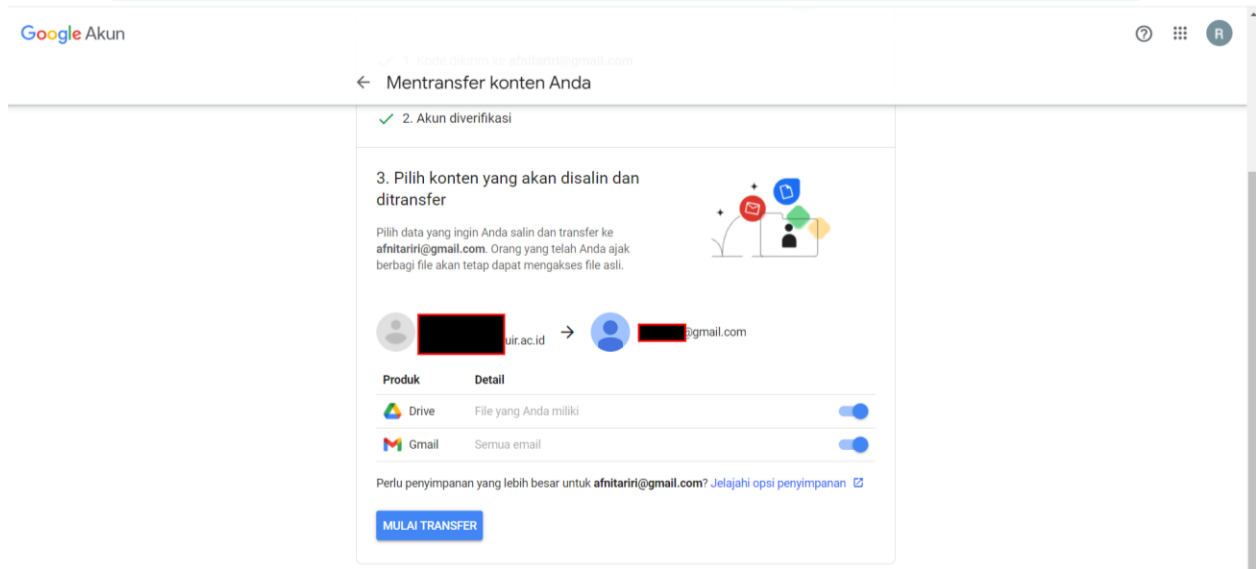 Google Akun
R
1. Kode dikirim ke afnitariri@gmail.com
Mentransfer konten Anda
2. Akun diverifikasi
3. Pilih konten yang akan disalin dan
ditransfer
Pilih data yang ingin Anda salin dan transfer ke
afnitariri@gmail.com. Orang yang telah Anda ajak
berbagi file akan tetap dapat mengakses file asli.
uir.ac.id
@gmail.com
Produk Detail
Drive File yang Anda miliki
Gmail Semua email
Perlu penyimpanan yang lebih besar untuk afnitariri@gmail.com? Jelajahi opsi penyimpanan
MULAI TRANSFER